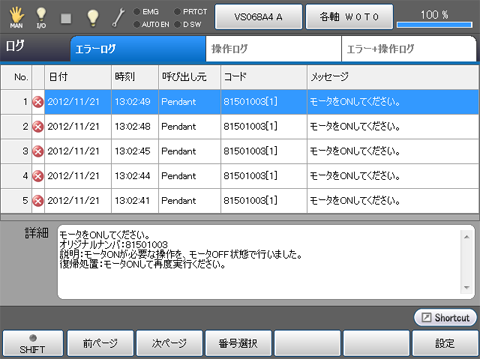 MAN
I/O
EMG
PRTCT
AUTO EN
D SW
VS068A4 A
各軸 W0T0
100 %
ログ
エラーログ
操作ログ
エラー+操作ログ
No. 日付 時刻 呼び出し元 コード メッセージ
1 2012/11/21 13:02:49 Pendant 81501003[1] モータをONしてください。
2 2012/11/21 13:02:48 Pendant 81501003[1] モータをONしてください。
3 2012/11/21 13:02:45 Pendant 81501003[1] モータをONしてください。
4 2012/11/21 13:02:44 Pendant 81501003[1] モータをONしてください。
5 2012/11/21 13:02:41 Pendant 81501003[1] モータをONしてください。
詳細
モータをONしてください。
オリジナルナンバ:81501003
説明:モータONが必要な操作を、モータOFF状態で行いました。
復帰処置:モータONして再度実行ください。
Shortcut
SHIFT
前ページ
次ページ
番号選択
設定